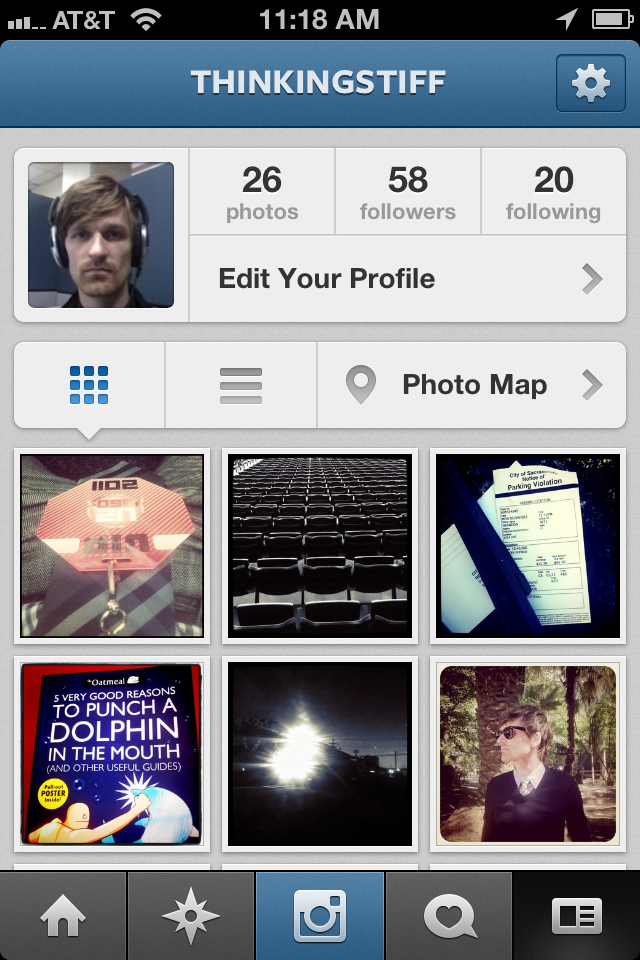 AT&T 11:18 AM
THINKINGSTIFF
26 58 20
photos followers following
Edit Your Profile
Photo Map
City of
Notice of
Parking Violation
The Oatmeal
5 VERY GOOD REASONS
TO PUNCH A
DOLPHIN
IN THE MOUTH
(AND OTHER USEFUL GUIDES)
Pull-out
POSTER
Inside!